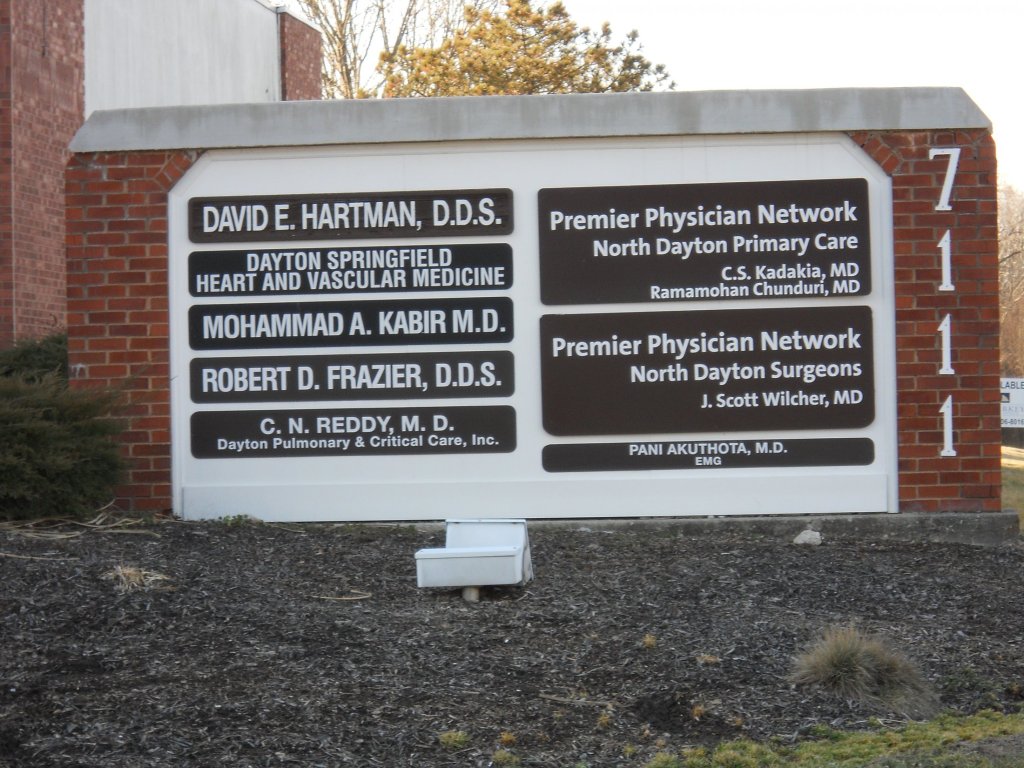 DAVID E. HARTMAN, D.D.S.
DAYTON SPRINGFIELD
HEART AND VASCULAR MEDICINE
MOHAMMAD A. KABIR M.D.
ROBERT D. FRAZIER, D.D.S.
C. N. REDDY, M. D.
Dayton Pulmonary & Critical Care, Inc.
Premier Physician Network
North Dayton Primary Care
C.S. Kadakia, MD
Ramamohan Chunduri, MD
Premier Physician Network
North Dayton Surgeons
J. Scott Wilcher, MD
PANI AKUTHOTA, M.D.
EMG
7
1
1
1